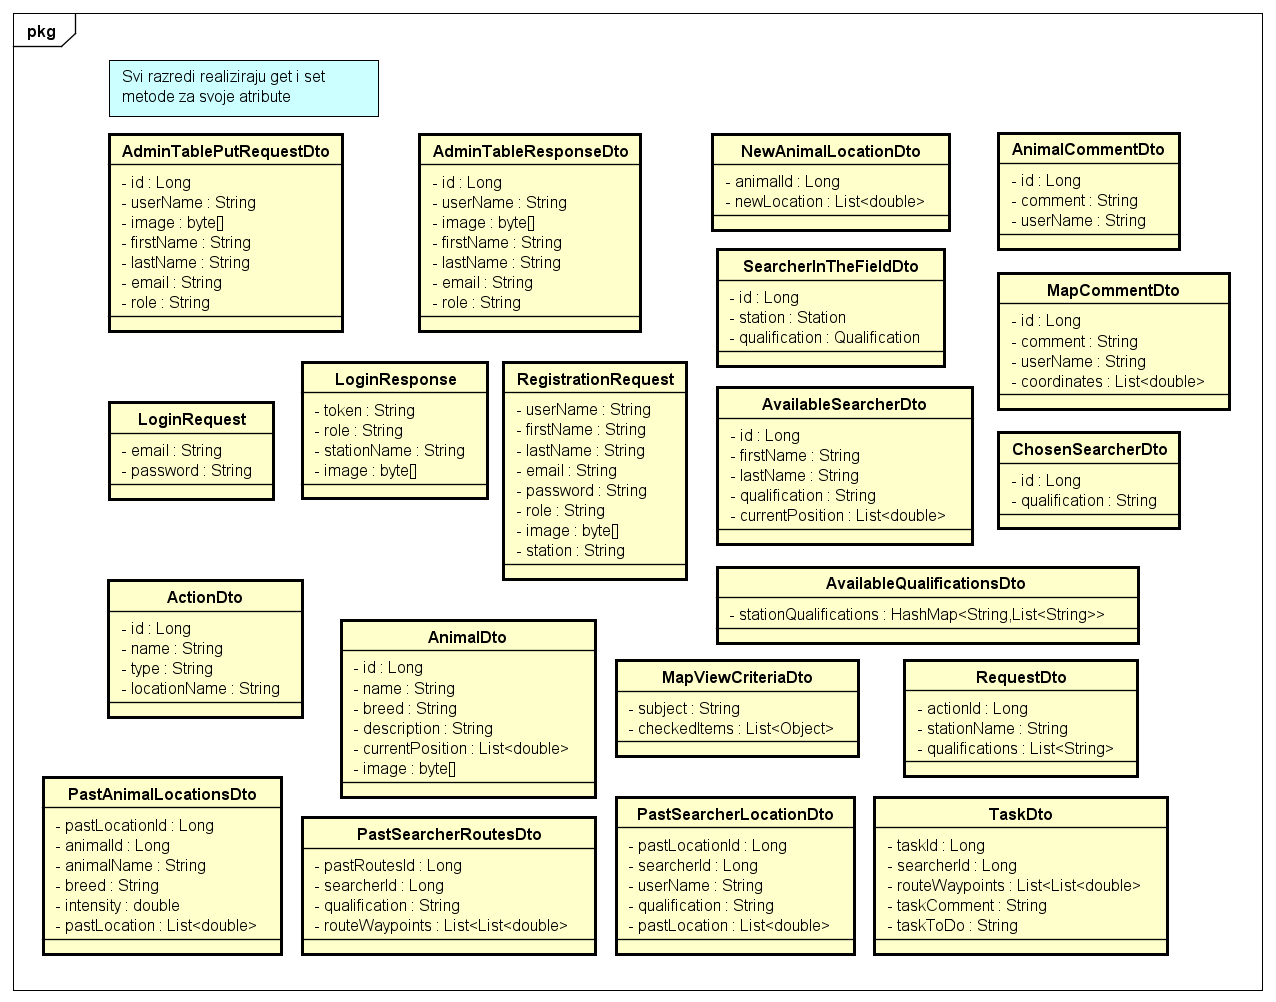 pkg
Svi razredi realiziraju get i set
metode za svoje atribute
AdminTablePutRequestDto
- id : Long
- userName : String
- image : byte[]
- firstName : String
- lastName : String
- email : String
- role : String
AdminTableResponseDto
- id : Long
- userName : String
- image : byte[]
- firstName : String
- lastName : String
- email : String
- role : String
NewAnimalLocationDto
- animalId : Long
- newLocation : List<double>
AnimalCommentDto
- id : Long
- comment : String
- userName : String
SearcherInTheFieldDto
- id : Long
- station : Station
- qualification : Qualification
MapCommentDto
- id : Long
- comment : String
- userName : String
- coordinates : List<double>
LoginRequest
- email : String
- password : String
LoginResponse
- token : String
- role : String
- stationName : String
- image : byte[]
RegistrationRequest
- userName : String
- firstName : String
- lastName : String
- email : String
- password : String
- role : String
- image : byte[]
- station : String
AvailableSearcherDto
- id : Long
- firstName : String
- lastName : String
- qualification : String
- currentPosition : List<double>
ChosenSearcherDto
- id : Long
- qualification : String
AvailableQualificationsDto
- stationQualifications : HashMap<String,List<String>>
ActionDto
- id : Long
- name : String
- type : String
- locationName : String
AnimalDto
- id : Long
- name : String
- breed : String
- description : String
- currentPosition : List<double>
- image : byte[]
MapViewCriteriaDto
- subject : String
- checkedItems : List<Object>
RequestDto
- actionId : Long
- stationName : String
- qualifications : List<String>
PastAnimalLocationsDto
- pastLocationId : Long
- animalId : Long
- animalName : String
- breed : String
- intensity : double
- pastLocation : List<double>
PastSearcherRoutesDto
- pastRoutesId : Long
- searcherId : Long
- qualification : String
- routeWaypoints : List<List<double>
PastSearcherLocationDto
- pastLocationId : Long
- searcherId : Long
- userName : String
- qualification : String
- pastLocation : List<double>
TaskDto
- taskId : Long
- searcherId : Long
- routeWaypoints : List<List<double>
- taskComment : String
- taskToDo : String